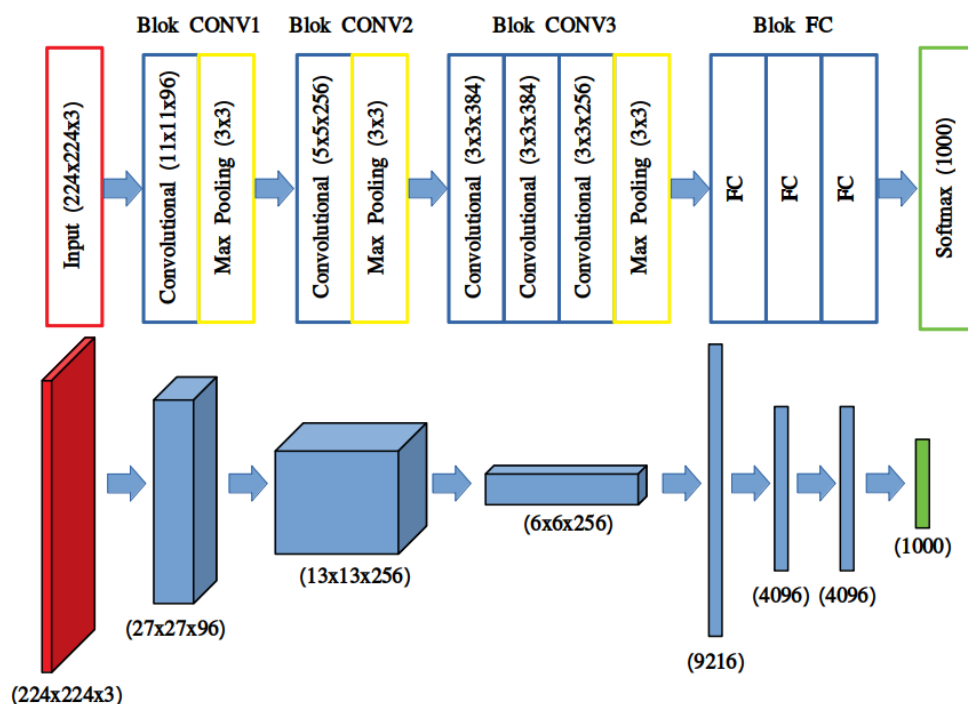 Blok CONV1
Blok CONV2
Blok CONV3
Blok FC
Input (224x224x3)
Convolutional (11x11x96)
Max Pooling (3x3)
Convolutional (5x5x256)
Max Pooling (3x3)
Convolutional (3x3x384)
Convolutional (3x3x384)
Convolutional (3x3x256)
Max Pooling (3x3)
FC
FC
FC
Softmax (1000)
(224x224x3)
(27x27x96)
(13x13x256)
(6x6x256)
(9216)
(4096)
(4096)
(1000)